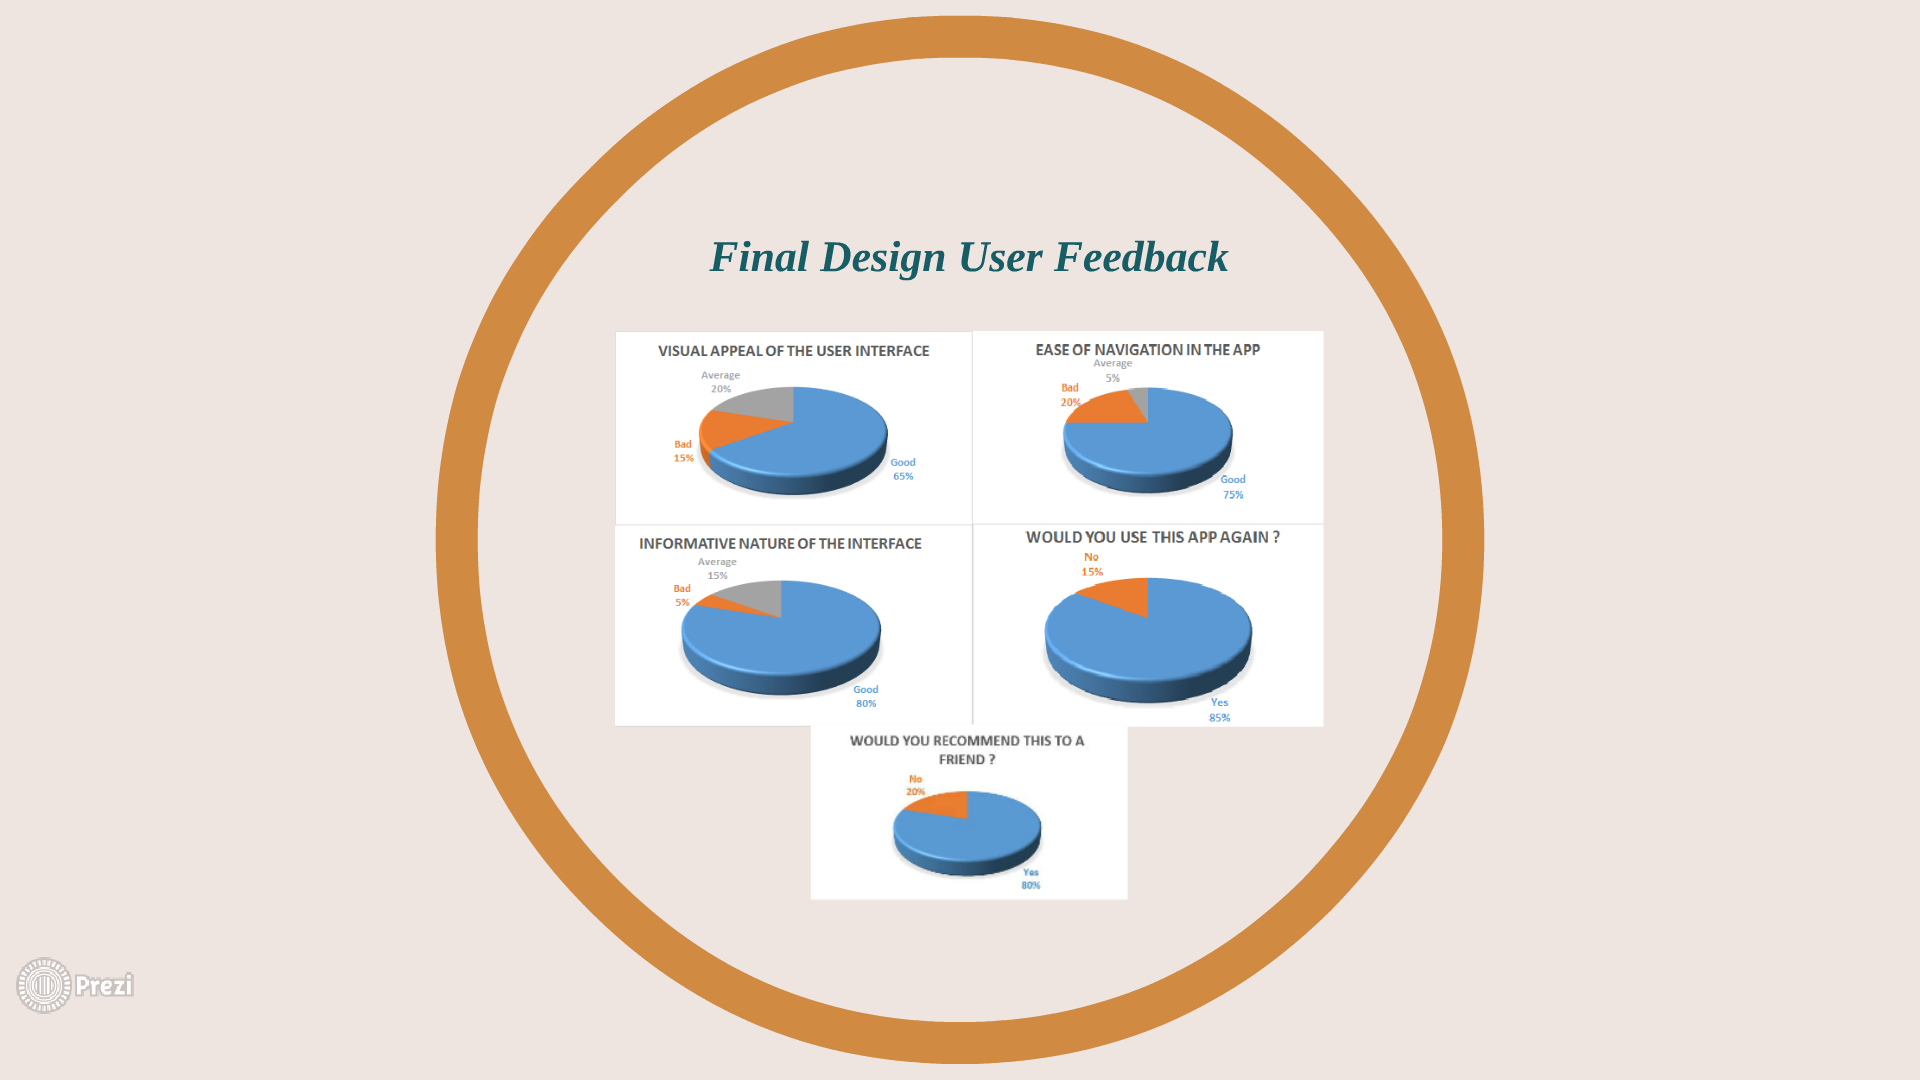 Final Design User Feedback
VISUAL APPEAL OF THE USER INTERFACE
Average
20%
Bad
15%
Good
65%
EASE OF NAVIGATION IN THE APP
Average
5%
Bad
20%
Good
75%
INFORMATIVE NATURE OF THE INTERFACE
Average
15%
Bad
5%
Good
80%
WOULD YOU USE THIS APP AGAIN ?
No
15%
Yes
85%
WOULD YOU RECOMMEND THIS TO A
FRIEND ?
No
20%
Yes
80%
Prezi